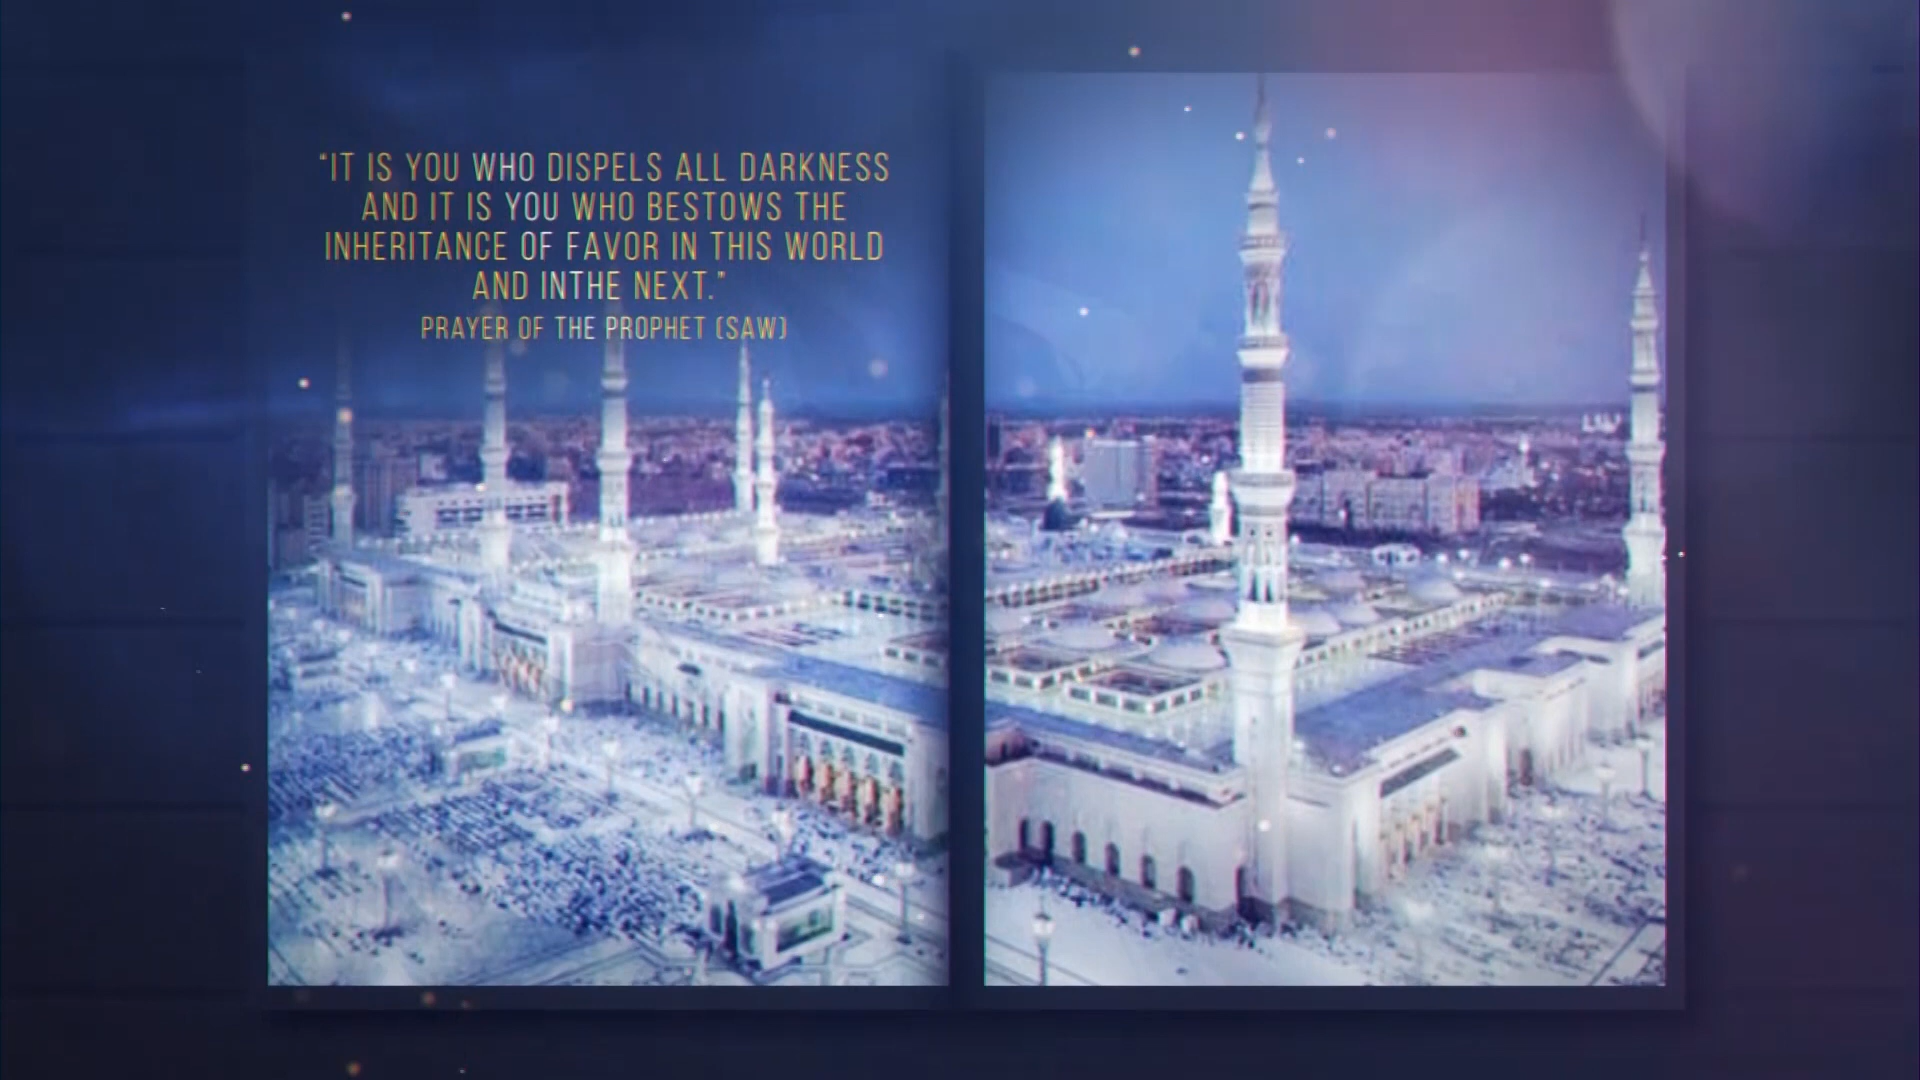 “IT IS YOU WHO DISPELS ALL DARKNESS
AND IT IS YOU WHO BESTOWS THE
INHERITANCE OF FAVOR IN THIS WORLD
AND INTHE NEXT.”
PRAYER OF THE PROPHET (SAW)